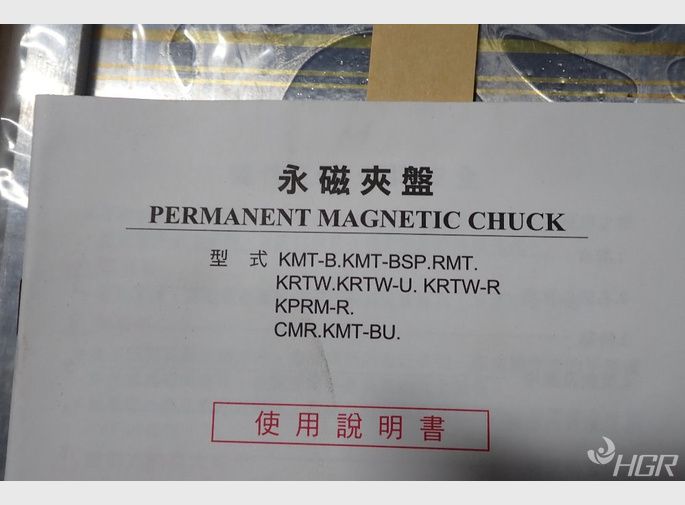 永磁夾盤
PERMANENT MAGNETIC CHUCK
型 式 KMT-B.KMT-BSP.RMT.
KRTW.KRTW-U. KRTW-R
KPRM-R.
CMR.KMT-BU.
使用說明書
HGR